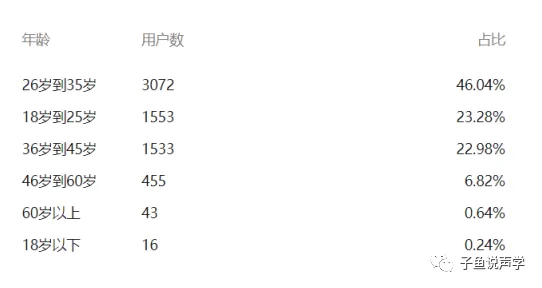 年龄 用户数 占比
26岁到35岁 3072 46.04%
18岁到25岁 1553 23.28%
36岁到45岁 1533 22.98%
46岁到60岁 455 6.82%
60岁以上 43 0.64%
18岁以下 16 0.24%
子鱼说声学